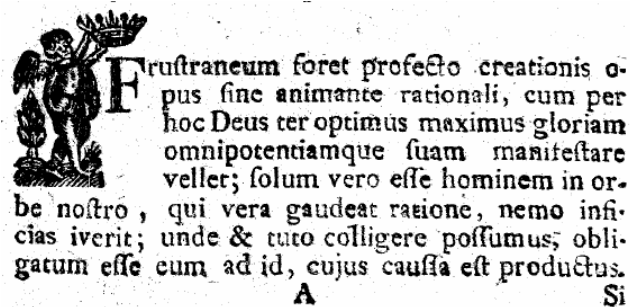 Fruſtraneum foret profecto creationis o-
pus ſine animante rationali, cum per
hoc Deus ter optimus maximus gloriam
omnipotentiamque ſuam manifeſtare
vellet; ſolum vero eſſe hominem in or-
be noſtro, qui vera gaudeat ratione, nemo infi-
cias iverit; unde & tuto colligere poſſumus, obli-
gatum eſſe eum ad id, cujus cauſſa eſt productus.
A Si